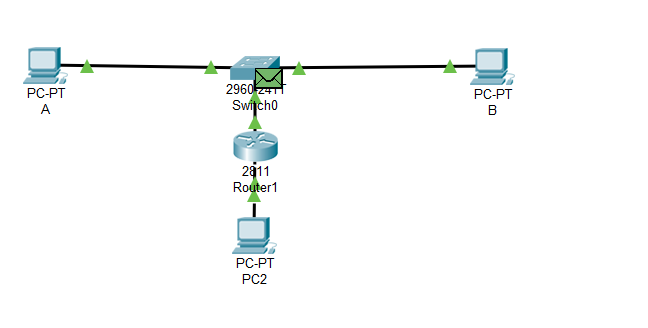 PC-PT
A
2960-24TT
Switch0
PC-PT
B
2811
Router1
PC-PT
PC2